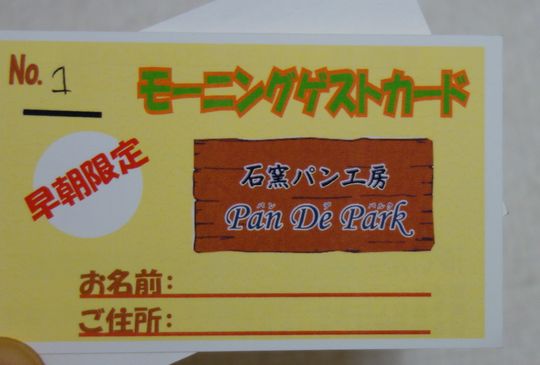 No. 1
モーニングゲストカード
早朝限定
石窯パン工房
パン デ パルク
Pan De Park
お名前:
ご住所: